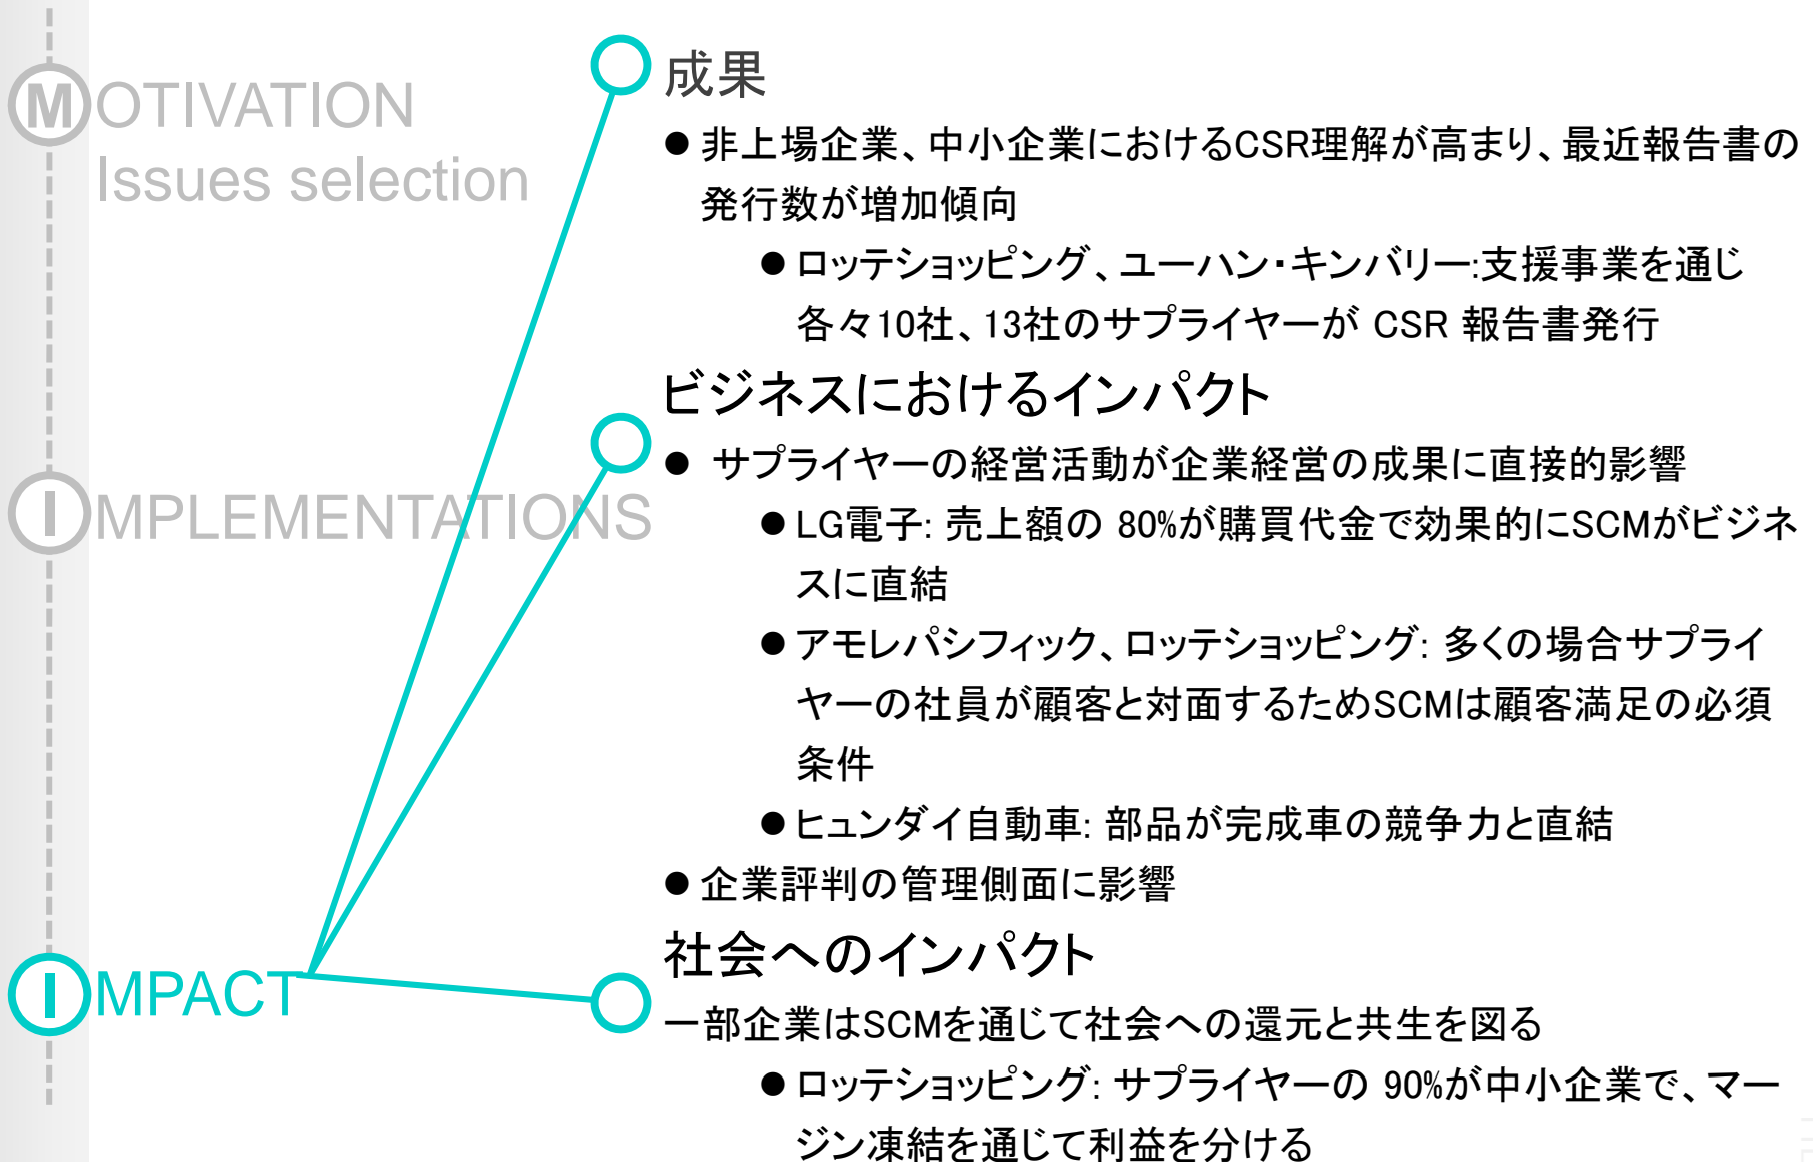 MOTIVATION
Issues selection
IMPLEMENTATIONS
IMPACT
成果
● 非上場企業、中小企業におけるCSR理解が高まり、最近報告書の
発行数が増加傾向
● ロッテショッピング、ユーハン・キンバリー:支援事業を通じ
各々10社、13社のサプライヤーが CSR 報告書発行
ビジネスにおけるインパクト
● サプライヤーの経営活動が企業経営の成果に直接的影響
● LG電子: 売上額の 80%が購買代金で効果的にSCMがビジネ
スに直結
● アモレパシフィック、ロッテショッピング: 多くの場合サプライ
ヤーの社員が顧客と対面するためSCMは顧客満足の必須
条件
● ヒュンダイ自動車: 部品が完成車の競争力と直結
● 企業評判の管理側面に影響
社会へのインパクト
一部企業はSCMを通じて社会への還元と共生を図る
● ロッテショッピング: サプライヤーの 90%が中小企業で、マー
ジン凍結を通じて利益を分ける